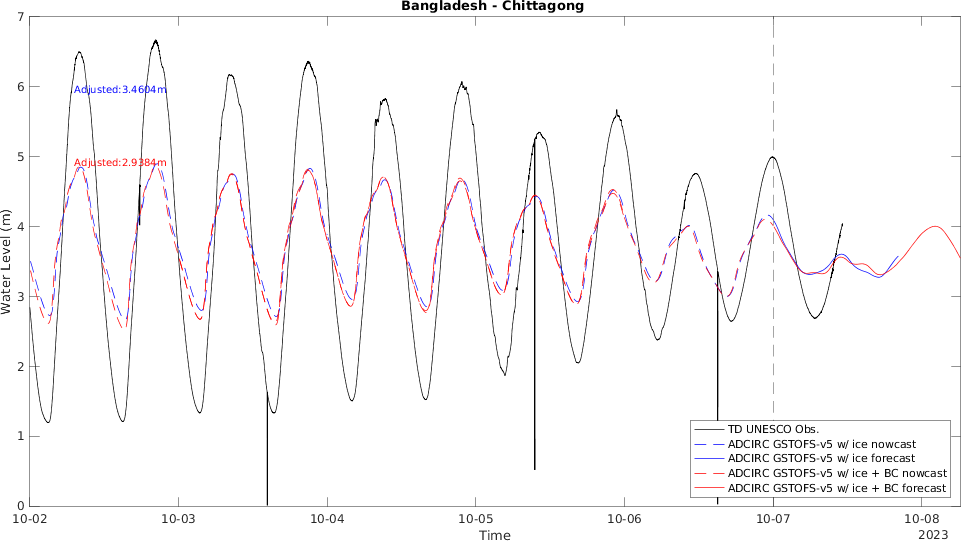 Bangladesh - Chittagong
7
6
5
4
3
2
1
0
Water Level (m)
Adjusted:3.4604m
Adjusted:2.9384m
TD UNESCO Obs.
ADCIRC GSTOFS-v5 w/ ice nowcast
ADCIRC GSTOFS-v5 w/ ice forecast
ADCIRC GSTOFS-v5 w/ ice + BC nowcast
ADCIRC GSTOFS-v5 w/ ice + BC forecast
10-02 10-03 10-04 10-05 10-06 10-07 10-08
Time
2023